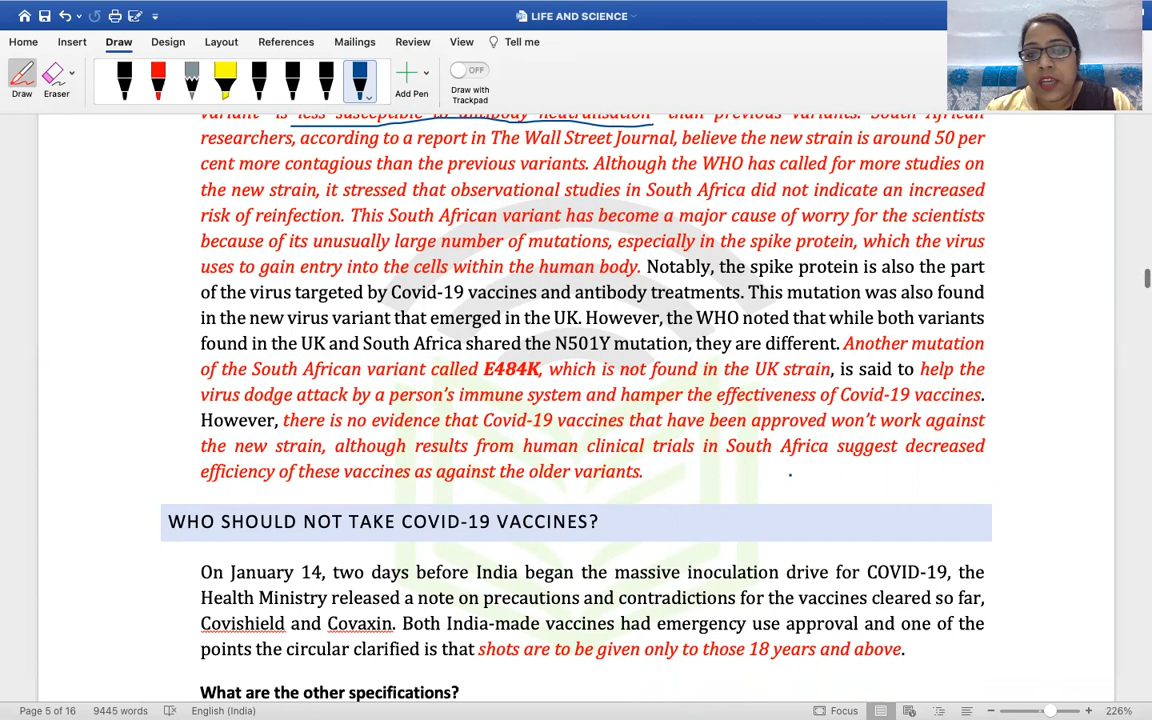 LIFE AND SCIENCE
Home Insert Draw Design Layout References Mailings Review View Tell me
OFF
Draw Eraser Add Pen Draw with
Trackpad
variant is less susceptible to antibody neutralisation than previous variants. South African
researchers, according to a report in The Wall Street Journal, believe the new strain is around 50 per
cent more contagious than the previous variants. Although the WHO has called for more studies on
the new strain, it stressed that observational studies in South Africa did not indicate an increased
risk of reinfection. This South African variant has become a major cause of worry for the scientists
because of its unusually large number of mutations, especially in the spike protein, which the virus
uses to gain entry into the cells within the human body. Notably, the spike protein is also the part
of the virus targeted by Covid-19 vaccines and antibody treatments. This mutation was also found
in the new virus variant that emerged in the UK. However, the WHO noted that while both variants
found in the UK and South Africa shared the N501Y mutation, they are different. Another mutation
of the South African variant called E484K, which is not found in the UK strain, is said to help the
virus dodge attack by a person's immune system and hamper the effectiveness of Covid-19 vaccines.
However, there is no evidence that Covid-19 vaccines that have been approved won't work against
the new strain, although results from human clinical trials in South Africa suggest decreased
efficiency of these vaccines as against the older variants.
WHO SHOULD NOT TAKE COVID-19 VACCINES?
On January 14, two days before India began the massive inoculation drive for COVID-19, the
Health Ministry released a note on precautions and contradictions for the vaccines cleared so far,
Covishield and Covaxin. Both India-made vaccines had emergency use approval and one of the
points the circular clarified is that shots are to be given only to those 18 years and above.
What are the other specifications?
Page 5 of 16 9445 words English (India) Focus 226%